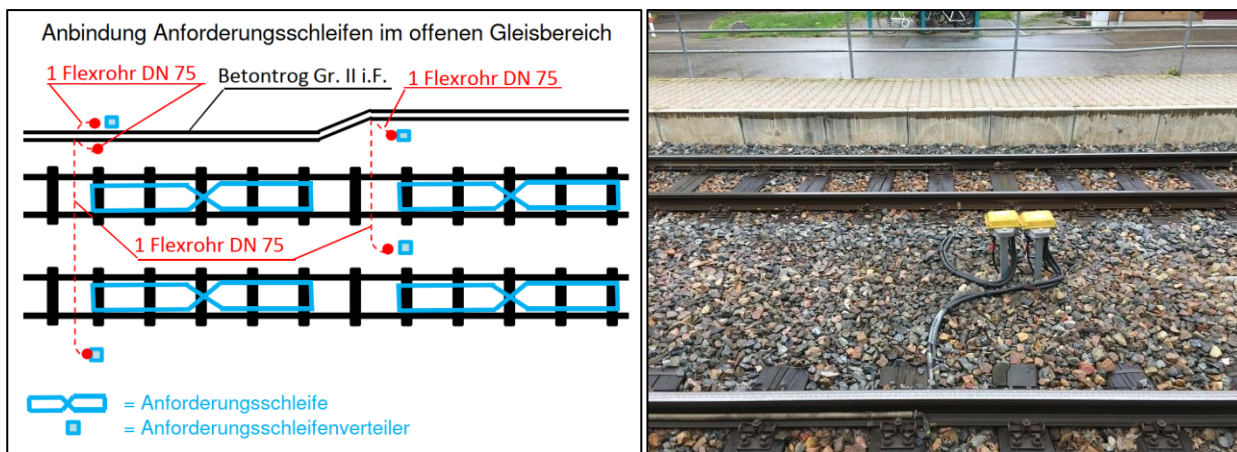 Anbindung Anforderungsschleifen im offenen Gleisbereich
1 Flexrohr DN 75
Betontrog Gr. II i.F.
1 Flexrohr DN 75
1 Flexrohr DN 75
= Anforderungsschleife
= Anforderungsschleifenverteiler